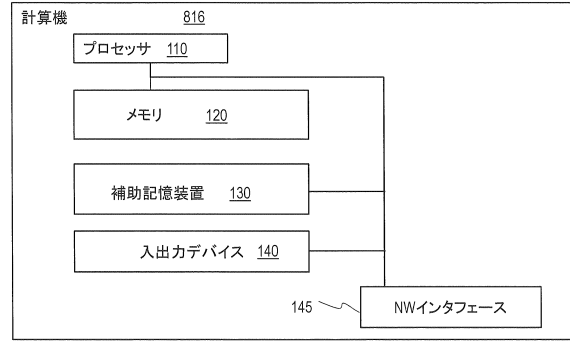 計算機 816
プロセッサ 110
メモリ 120
補助記憶装置 130
入出力デバイス 140
145 NWインタフェース